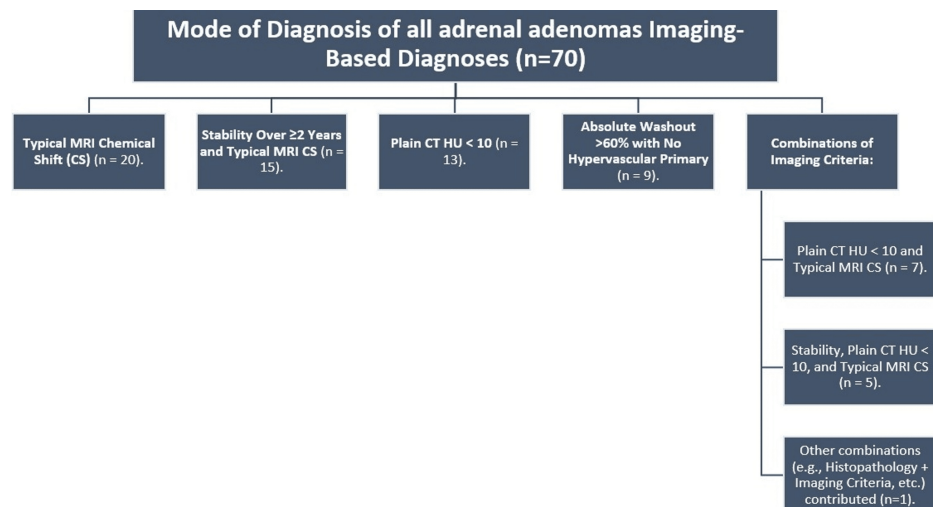 Mode of Diagnosis of all adrenal adenomas Imaging-
Based Diagnoses (n=70)
Typical MRI Chemical
Shift (CS) (n = 20).
Stability Over ≥2 Years
and Typical MRI CS (n =
15).
Plain CT HU < 10 (n =
13).
Absolute Washout
>60% with No
Hypervascular Primary
(n = 9).
Combinations of
Imaging Criteria:
Plain CT HU < 10 and
Typical MRI CS (n = 7).
Stability, Plain CT HU <
10, and Typical MRI CS
(n = 5).
Other combinations
(e.g., Histopathology +
Imaging Criteria, etc.)
contributed (n=1).